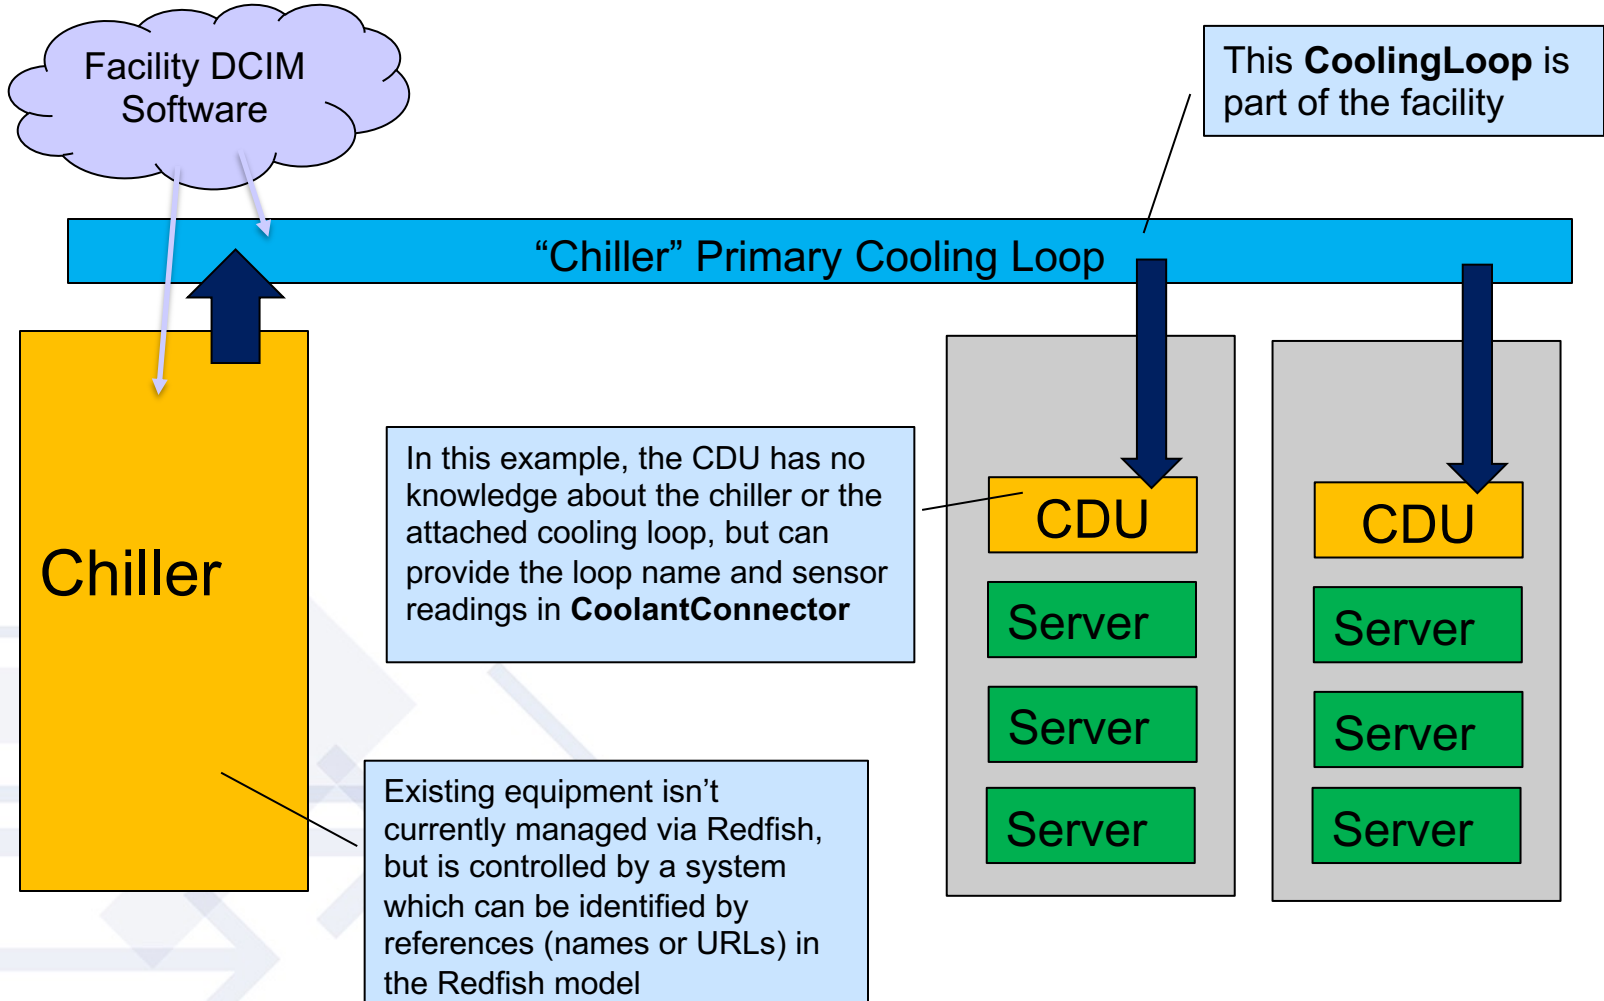 Facility DCIM
Software
This CoolingLoop is
part of the facility
“Chiller” Primary Cooling Loop
In this example, the CDU has no
knowledge about the chiller or the
attached cooling loop, but can
provide the loop name and sensor
readings in CoolantConnector
Chiller
CDU
Server
Server
Server
CDU
Server
Server
Server
Existing equipment isn’t
currently managed via Redfish,
but is controlled by a system
which can be identified by
references (names or URLs) in
the Redfish model